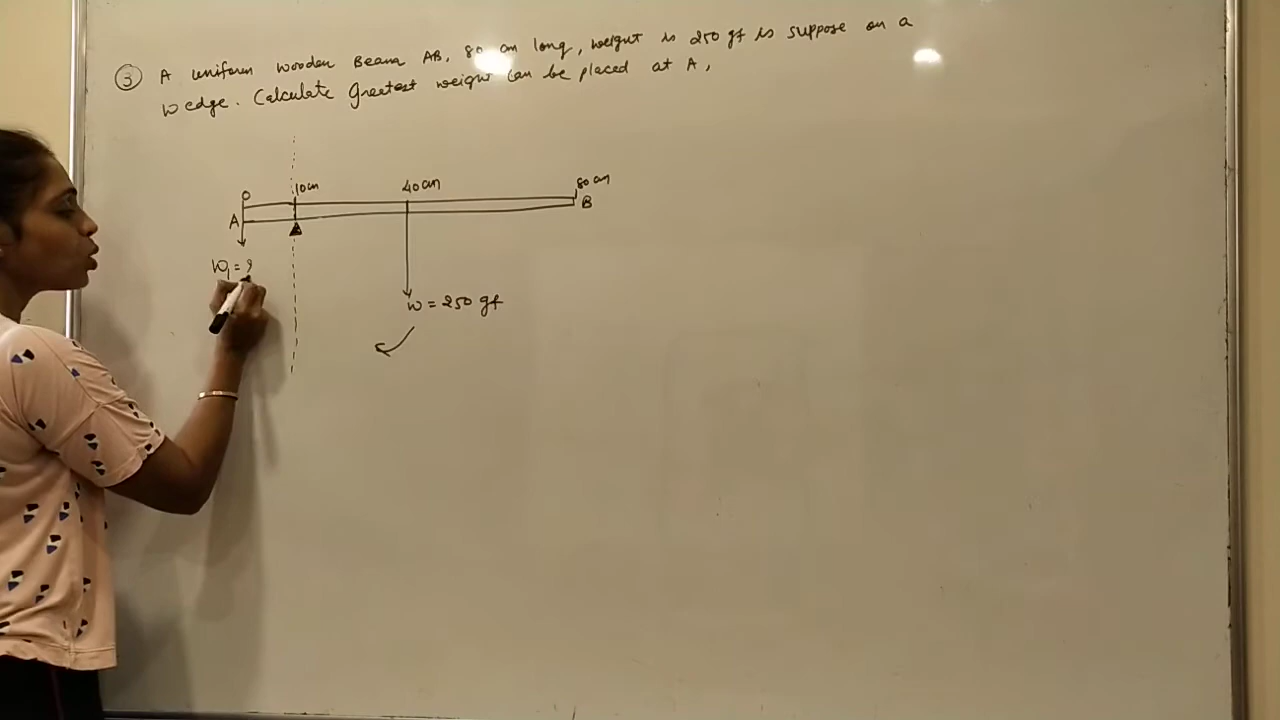 ③ A uniform wooden Beam AB, 80 cm long, weight is 250 gf is suppose on a
wedge. Calculate Greatest weight can be placed at A,
0 10cm 40cm 80 cm
A B
W₁ = ?
w = 250 gf